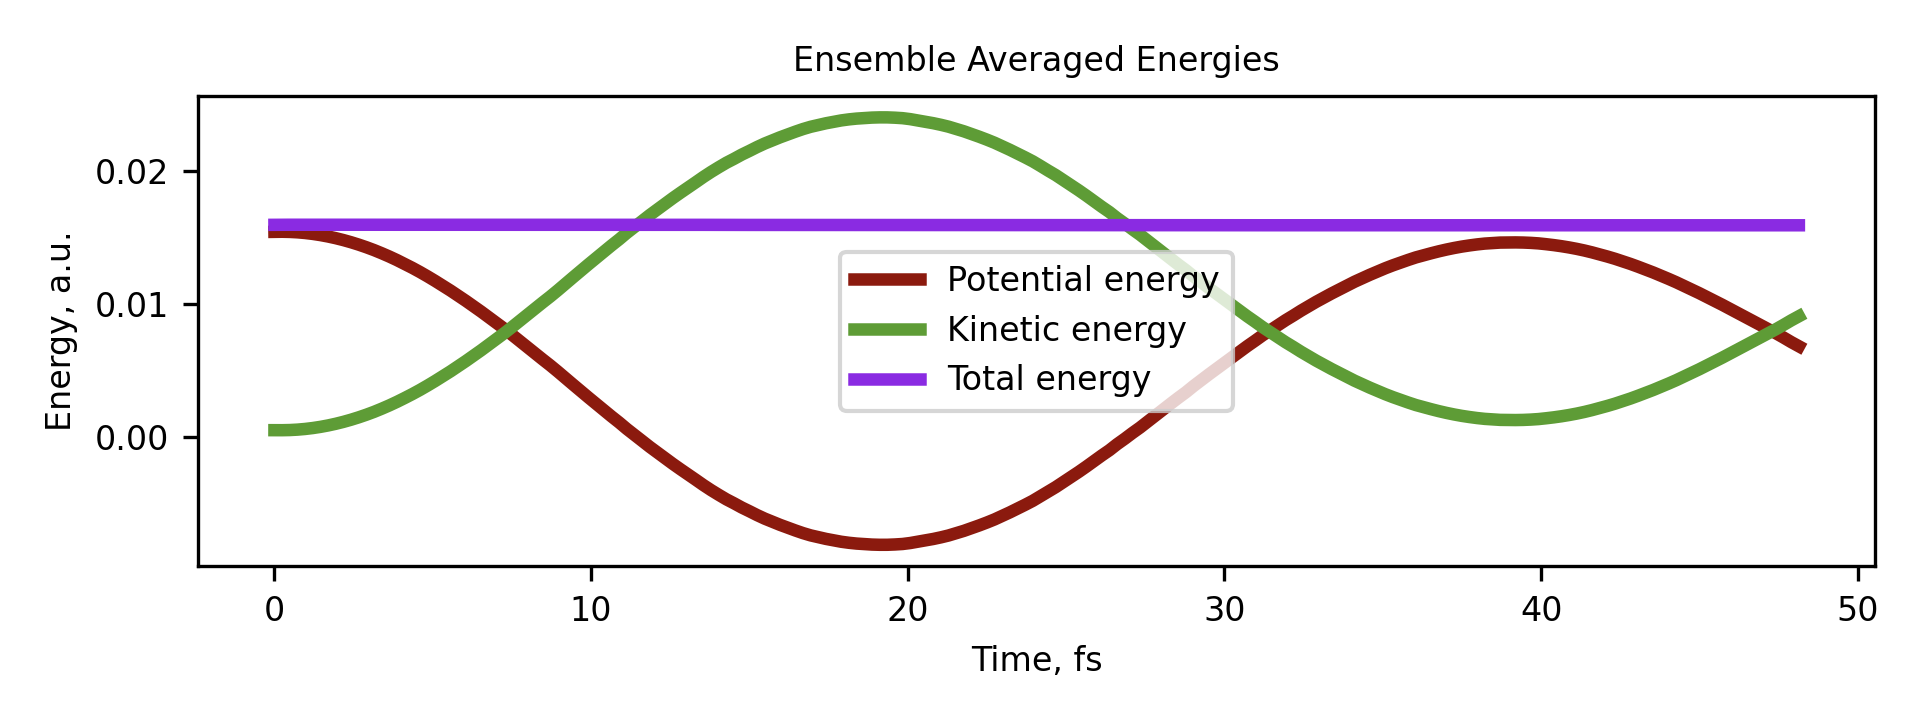 Ensemble Averaged Energies
Energy, a.u.
0.02
0.01
0.00
Potential energy
Kinetic energy
Total energy
0 10 20 30 40 50
Time, fs